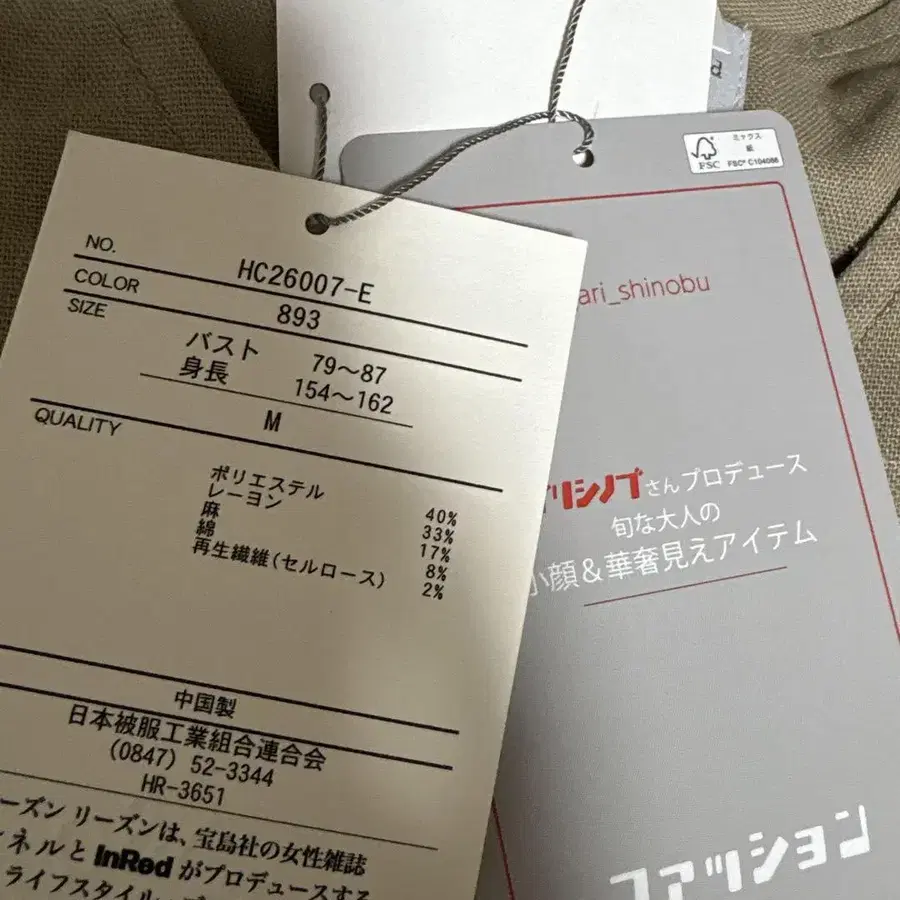 NO. HC26007-E
COLOR 893
SIZE
バスト 79～87
身長 154～162
M
QUALITY
ポリエステル 40%
レーヨン 33%
麻 17%
綿 8%
再生繊維(セルロース) 2%
中国製
日本被服工業組合連合会
(0847) 52-3344
HR-3651
ーズン リーズンは、宝島社の女性雑誌
ネルと InRed がプロデュースする
ライフスタイル
d
FSC
ミックス
紙
FSC® C104086
ari_shinobu
リシノブさんプロデュース
旬な大人の
小顔＆華奢見えアイテム
ファッション